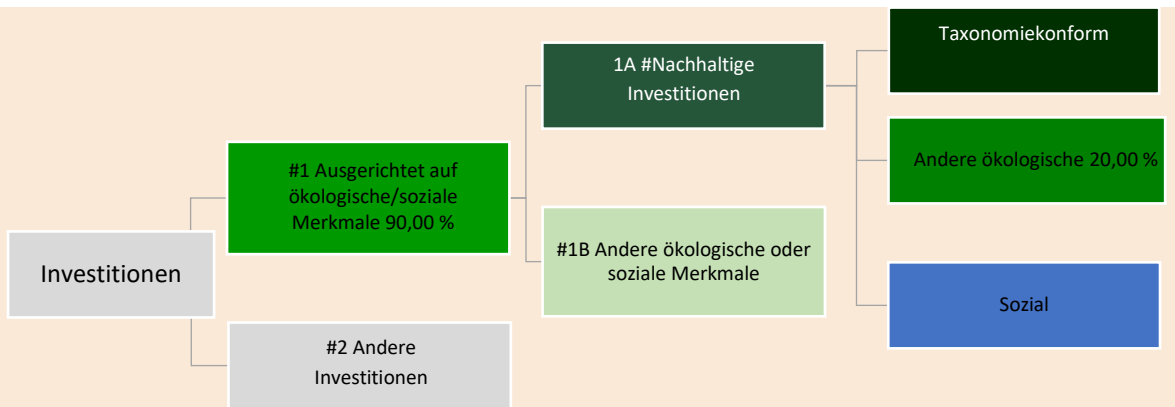 Investitionen
#1 Ausgerichtet auf
ökologische/soziale
Merkmale 90,00 %
#2 Andere
Investitionen
1A #Nachhaltige
Investitionen
#1B Andere ökologische oder
soziale Merkmale
Taxonomiekonform
Andere ökologische 20,00 %
Sozial